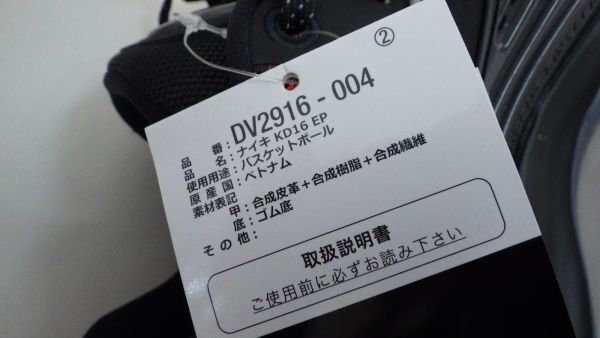 ②
品番:DV2916-004
品名:ナイキ KD16 EP
使用用途:バスケットボール
原産国:ベトナム
素材表記
甲:合成皮革+合成樹脂+合成繊維
底:ゴム底
その他:
取扱説明書
ご使用前に必ずお読み下さい